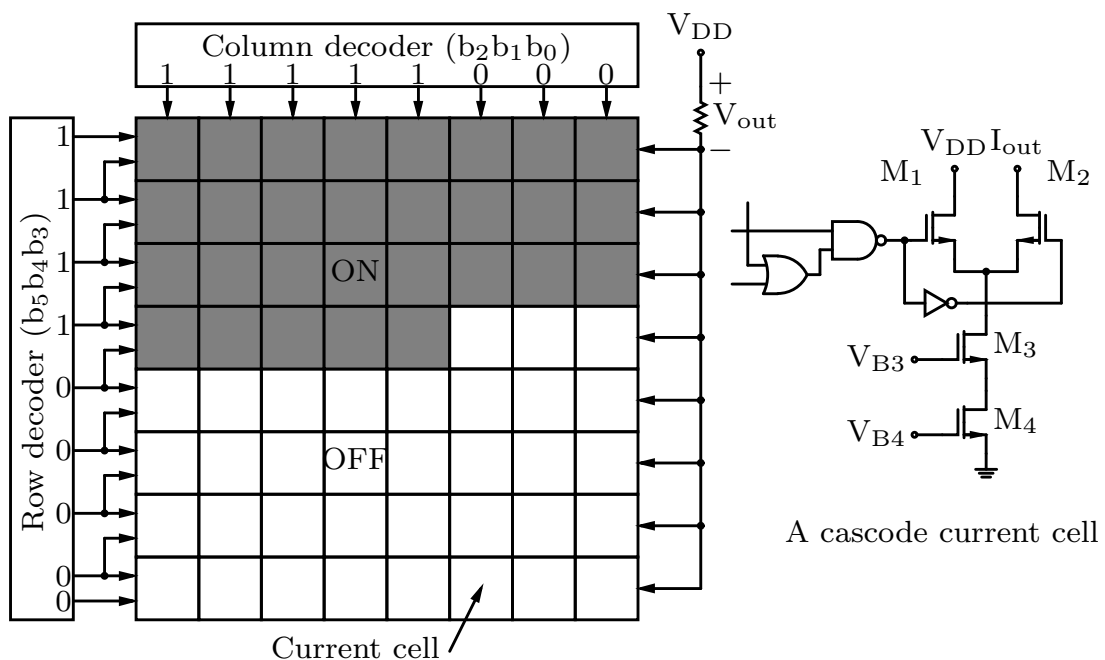 Column decoder (b2b1b0)
1 1 1 1 1 0 0 0
Row decoder (b5b4b3)
1
1
1
1
0
0
0
0
0
ON
OFF
Current cell
VDD
+
Vout
−
VDD Iout
M1 M2
VB3 M3
VB4 M4
A cascode current cell